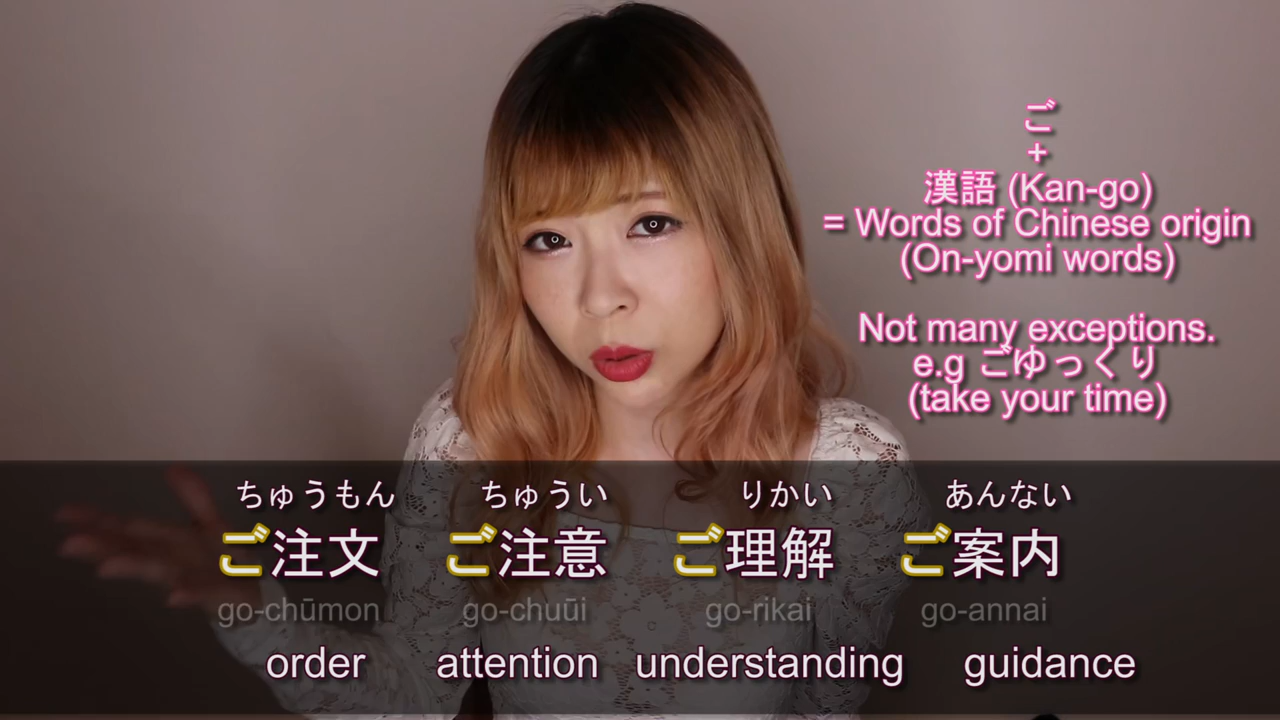 ご
+
漢語 (Kan-go)
= Words of Chinese origin
(On-yomi words)
Not many exceptions.
e.g ごゆっくり
(take your time)
ちゅうもん ちゅうい りかい あんない
ご注文 ご注意 ご理解 ご案内
go-chūmon go-chuūi go-rikai go-annai
order attention understanding guidance